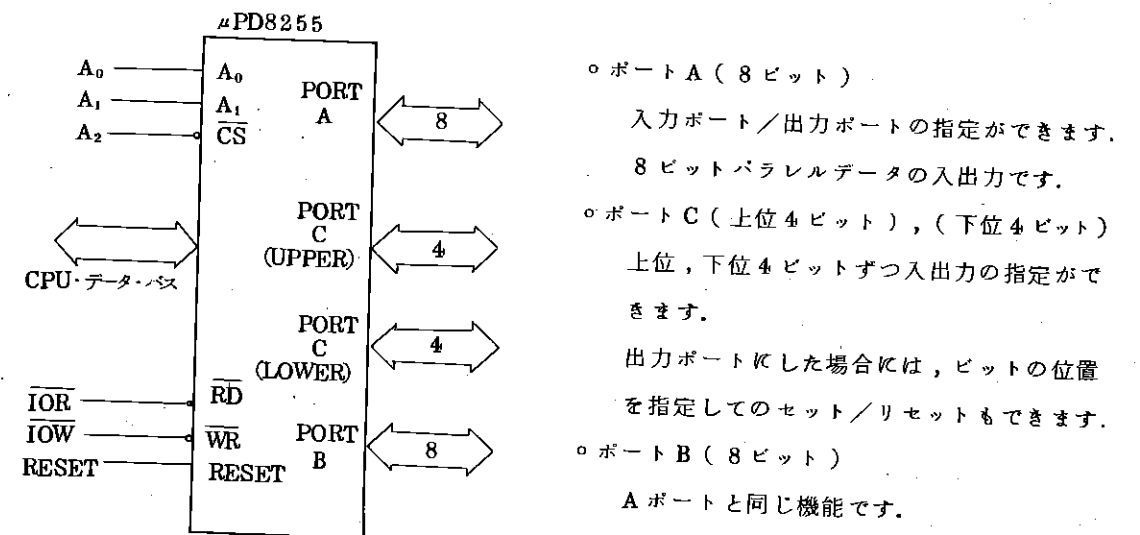 μPD8255
A₀
A₁
A₂
A₀
A₁
C̅S̅
PORT
A
8
CPU・データ・バス
PORT
C
(UPPER)
4
PORT
C
(LOWER)
4
I̅O̅R̅
I̅O̅W̅
RESET
R̅D̅
W̅R̅
RESET
PORT
B
8
○ポートA(8ビット)
入力ポート/出力ポートの指定ができます.
8ビットパラレルデータの入出力です.
○ポートC(上位4ビット),(下位4ビット)
上位,下位4ビットずつ入出力の指定がで
きます.
出力ポートにした場合には,ビットの位置
を指定してのセット/リセットもできます.
○ポートB(8ビット)
Aポートと同じ機能です.